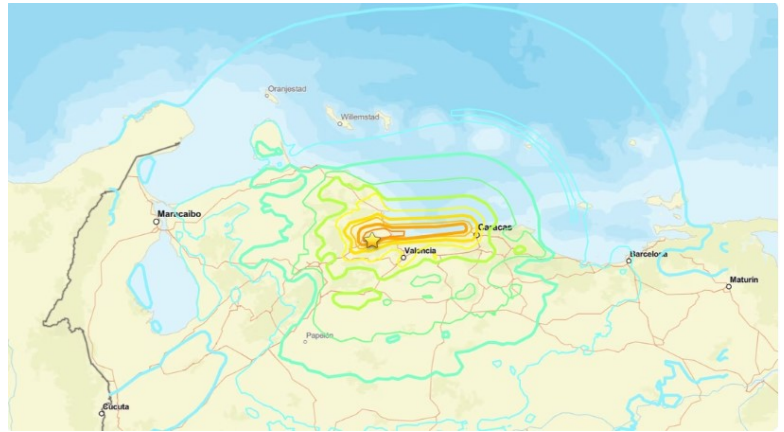 Oranjestad
Willemstad
Maracaibo
Caracas
Valencia
Barcelona
Maturin
Papelón
Cúcuta